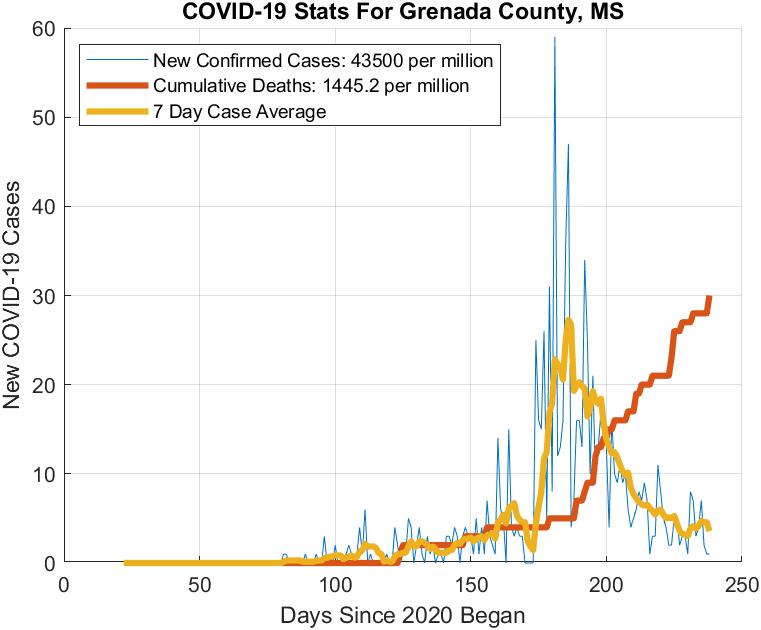 COVID-19 Stats For Grenada County, MS
New Confirmed Cases: 43500 per million
Cumulative Deaths: 1445.2 per million
7 Day Case Average
New COVID-19 Cases
60
50
40
30
20
10
0
0 50 100 150 200 250
Days Since 2020 Began